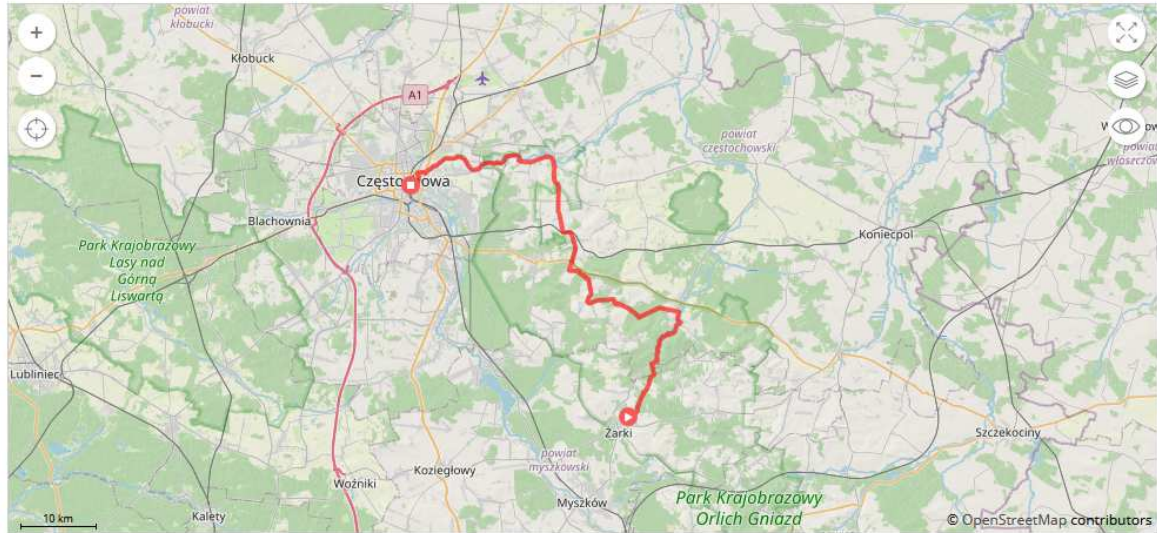 powiat
kłobucki
Kłobuck
A1
powiat
częstochowski
powiat
włoszczow
Częstochowa
Blachownia
Koniecpol
Park Krajobrazowy
Lasy nad
Górną
Liswartą
Lubliniec
Żarki
Szczekociny
powiat
myszkowski
Koziegłowy
Woźniki
Myszków
Park Krajobrazowy
Orlich Gniazd
Kalety
10 km
© OpenStreetMap contributors